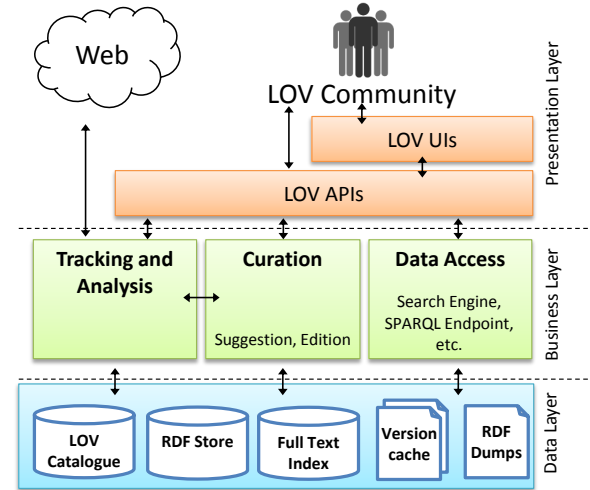 Web
LOV Community
LOV UIs
LOV APIs
Presentation Layer
Tracking and
Analysis
Curation
Suggestion, Edition
Data Access
Search Engine,
SPARQL Endpoint,
etc.
Business Layer
LOV
Catalogue
RDF Store
Full Text
Index
Version
cache
RDF
Dumps
Data Layer